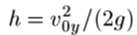 h = v_{0y}^2/(2g)